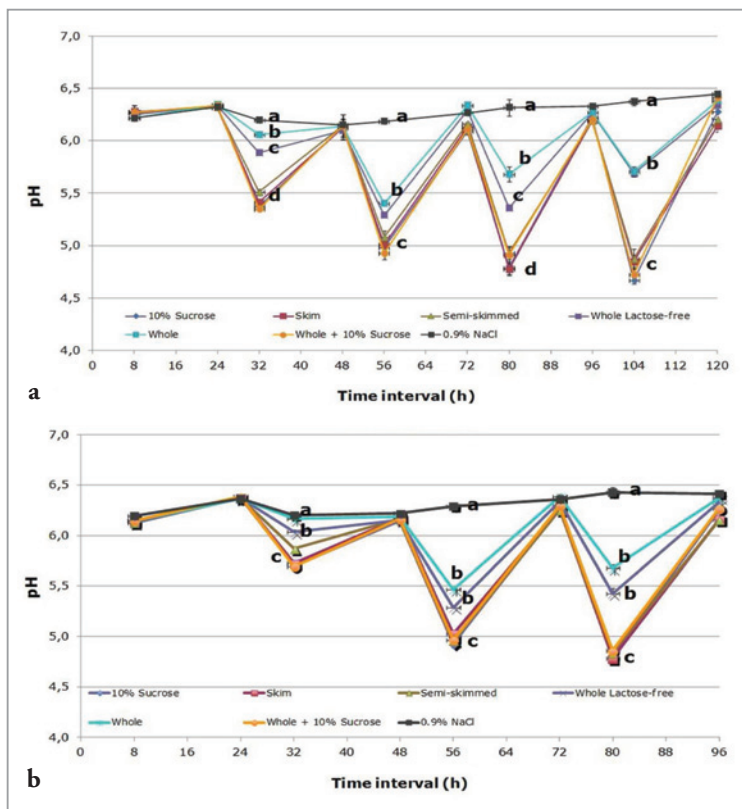 7,0
6,5
6,0
5,5
5,0
4,5
4,0
pH
a
b
c
d
a
b
c
a
b
c
d
a
b
c
10% Sucrose Skim Semi-skimmed Whole Lactose-free
Whole Whole + 10% Sucrose 0.9% NaCl
0 8 16 24 32 40 48 56 64 72 80 88 96 104 112 120
Time interval (h)
a
7,0
6,5
6,0
5,5
5,0
4,5
4,0
pH
a
b
c
a
b
b
c
a
b
b
c
10% Sucrose Skim Semi-skimmed Whole Lactose-free
Whole Whole + 10% Sucrose 0.9% NaCl
0 8 16 24 32 40 48 56 64 72 80 88 96
Time interval (h)
b